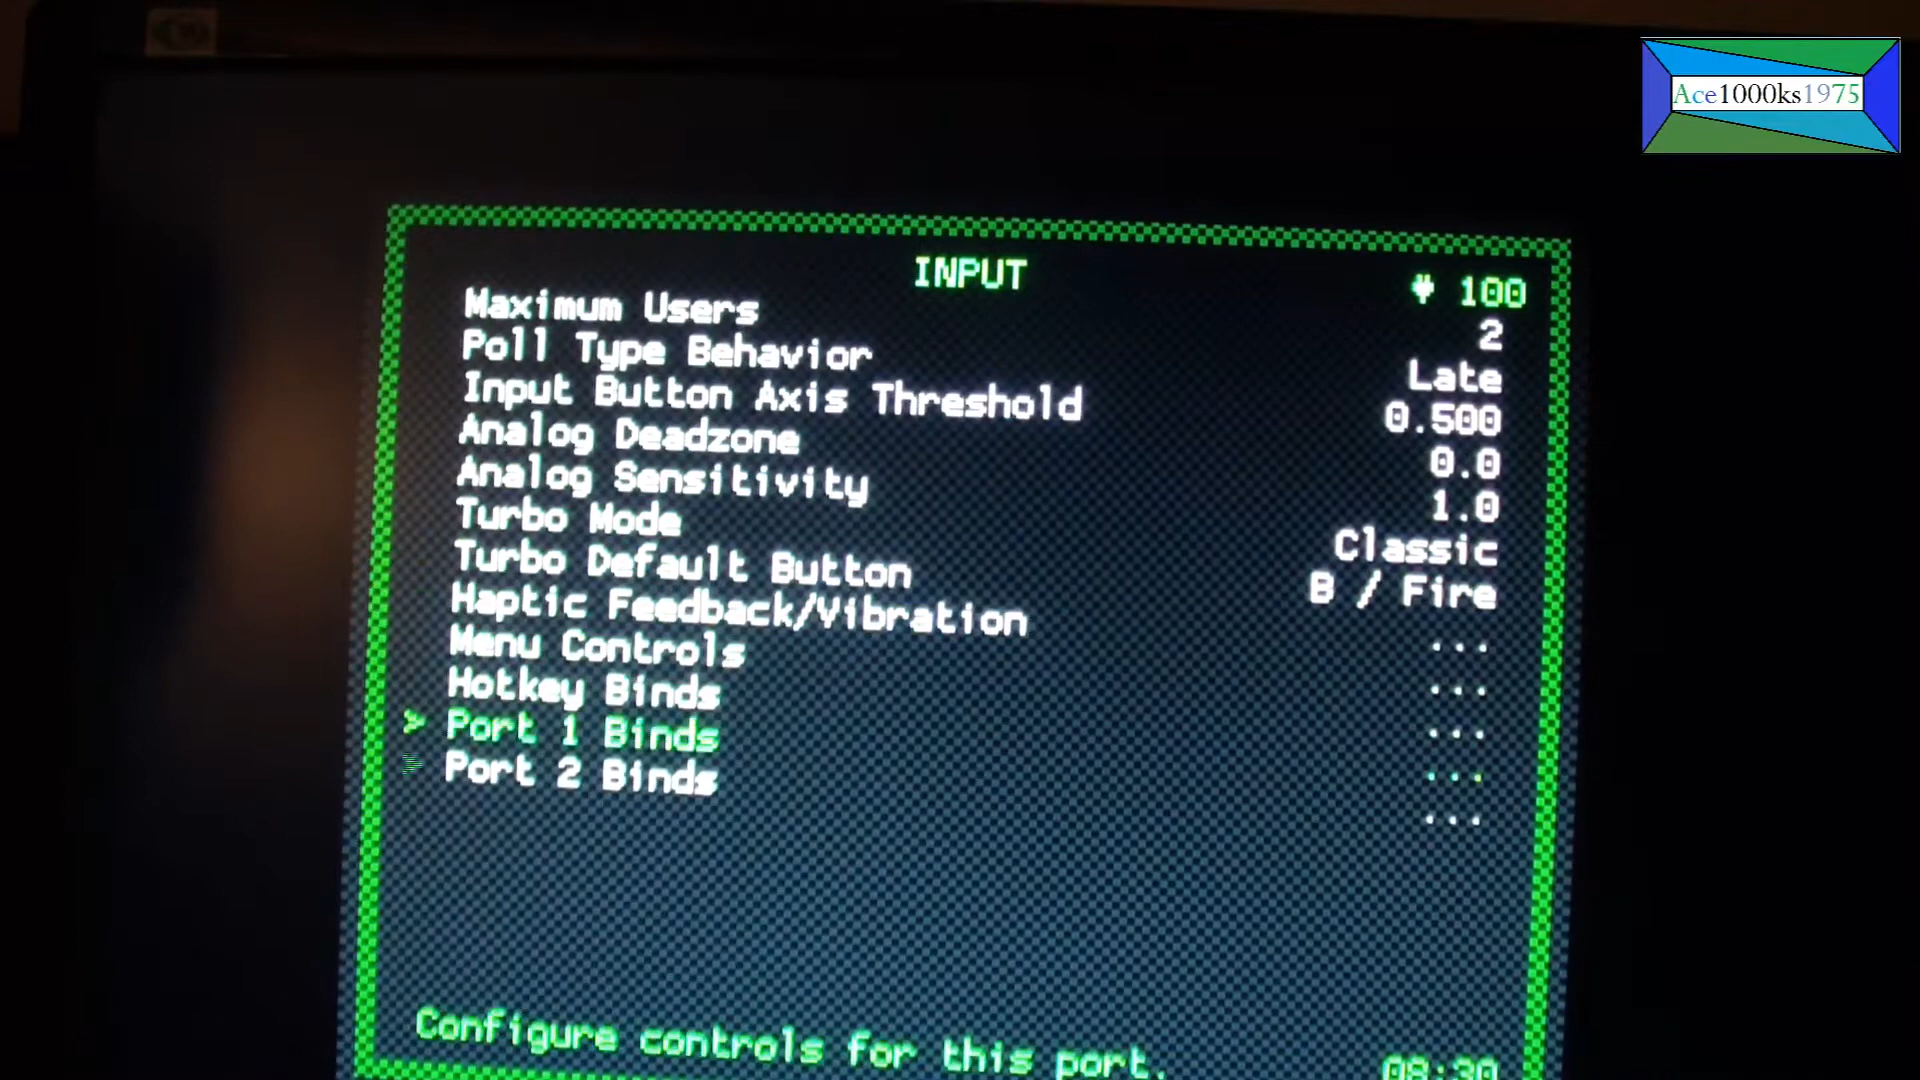 Ace1000ks1975
INPUT
100
Maximum Users 2
Poll Type Behavior Late
Input Button Axis Threshold 0.500
Analog Deadzone 0.0
Analog Sensitivity 1.0
Turbo Mode Classic
Turbo Default Button B / Fire
Haptic Feedback/Vibration ...
Menu Controls ...
Hotkey Binds ...
> Port 1 Binds ...
Port 2 Binds ...
Configure controls for this port. 08:30